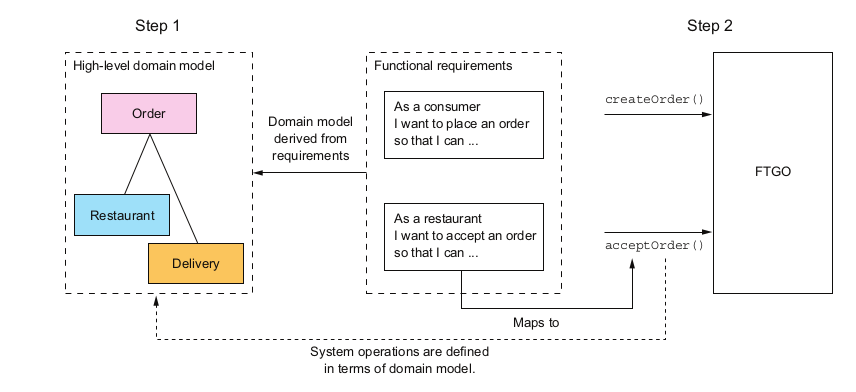 Step 1
Step 2
High-level domain model
Order
Restaurant
Delivery
Domain model
derived from
requirements
Functional requirements
As a consumer
I want to place an order
so that I can ...
As a restaurant
I want to accept an order
so that I can ...
createOrder()
acceptOrder()
FTGO
Maps to
System operations are defined
in terms of domain model.